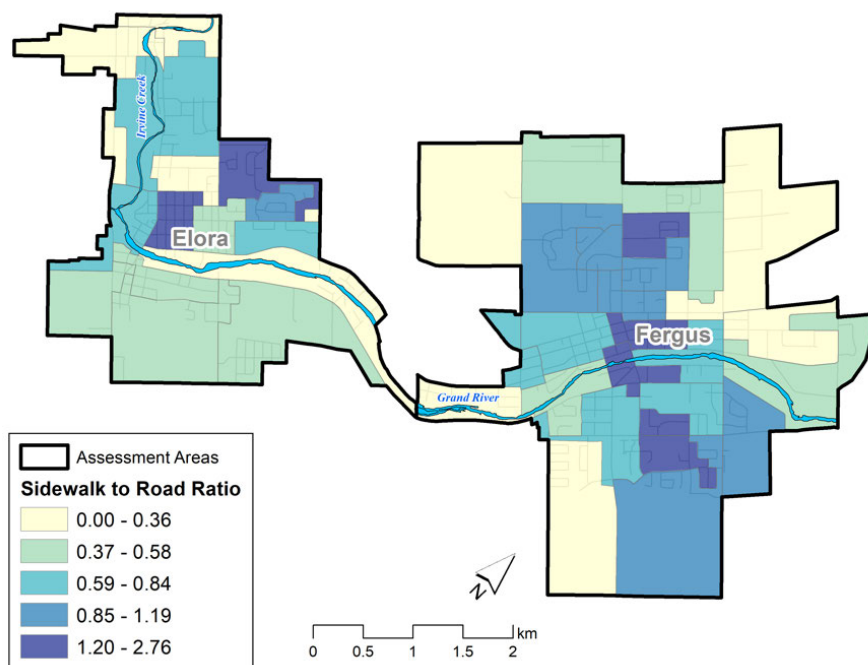 Irvine Creek
Elora
Fergus
Grand River
Assessment Areas
Sidewalk to Road Ratio
0.00 - 0.36
0.37 - 0.58
0.59 - 0.84
0.85 - 1.19
1.20 - 2.76
N
km
0 0.5 1 1.5 2